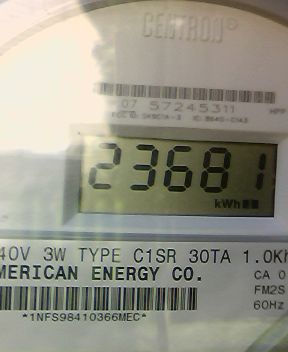 CENTRON®
07 57245311
23681
kWh
40V 3W TYPE C1SR 30TA 1.0Kh
MERICAN ENERGY CO.
CA 0
FM2S
60Hz
*1NFS98410366MEC*